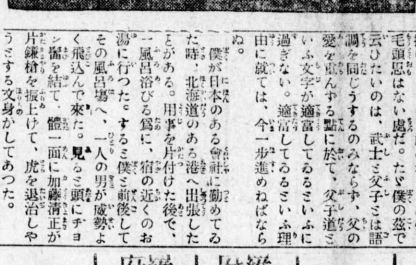 毛頭思はない處だ。たゞ僕の茲で
云ひたいのは、武士と父子とは語
調を同じうするのみならず、父の
愛を重んずる點に於て、父子道と
いふ文字が適當してゐるといふに
過ぎない。適當してゐるといふ理
由に就ては、今一步進めねばなら
ぬ。
僕が日本のある會社に勤めてゐ
た時、北海道のある港へ出張した
とがある。用事を片付けた後で、
一風呂浴びる爲に、宿の近くのお
湯に行つた。すると僕と前後して
その風呂場へ、一人の男が威勢よ
く飛込んで來た。見ると頭にチヨ
ン髷を結て、體一面に加藤清正が
片鎌槍を振上げて、虎を退治しや
うとする文身がしてあつた。